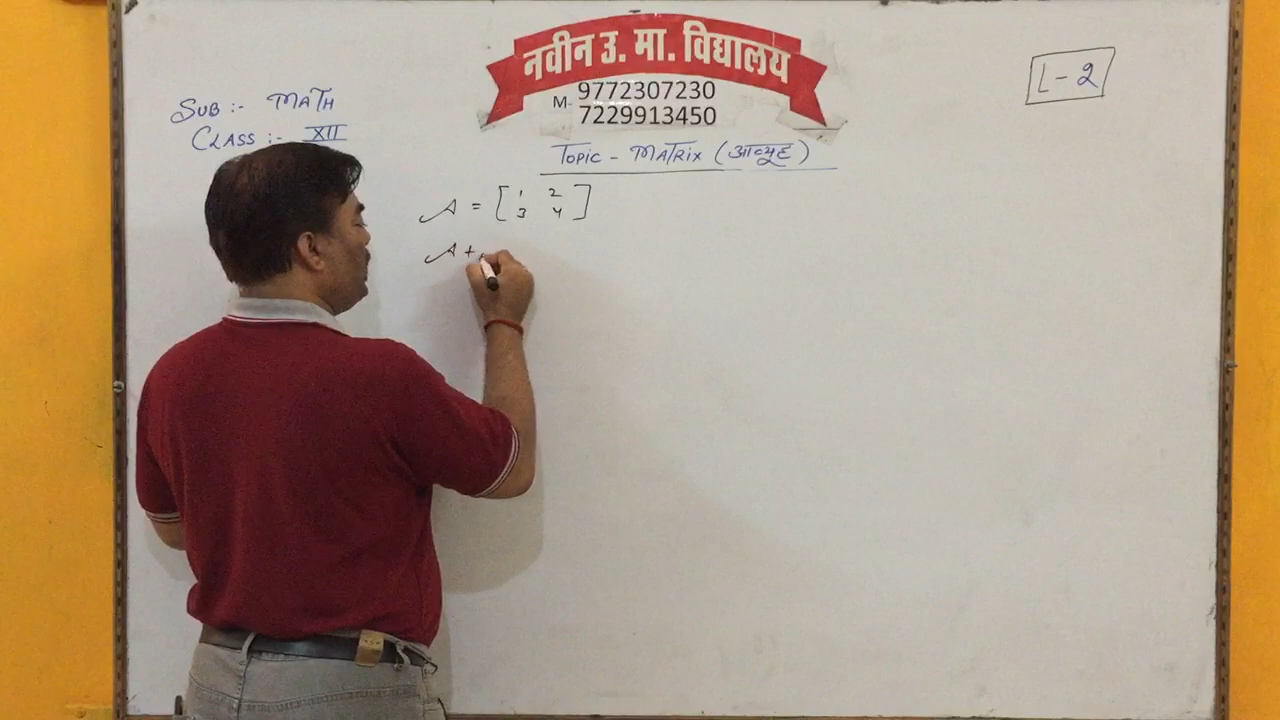 नवीन उ. मा. विद्यालय
M- 9772307230
7229913450
L-2
SUB :- MATH
CLASS :- XII
TOPIC - MATRIX (आव्यूह)
A = [ 1 2
3 4 ]
A +